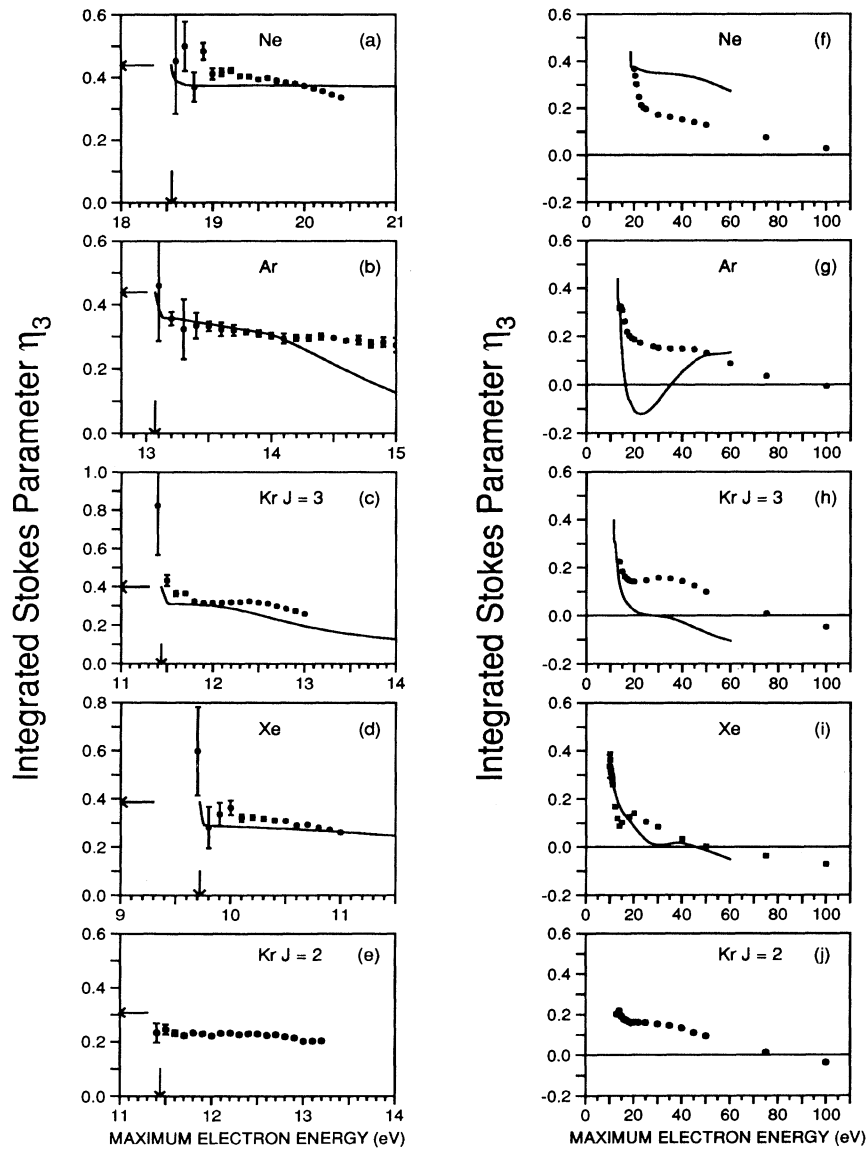 Integrated Stokes Parameter η3
Ne (a)
0.6
0.4
0.2
0.0
18 19 20 21
Ar (b)
0.6
0.4
0.2
0.0
13 14 15
Kr J = 3 (c)
1.0
0.8
0.6
0.4
0.2
0.0
11 12 13 14
Xe (d)
0.8
0.6
0.4
0.2
0.0
9 10 11
Kr J = 2 (e)
0.6
0.4
0.2
0.0
11 12 13 14
MAXIMUM ELECTRON ENERGY (eV)
Integrated Stokes Parameter η3
Ne (f)
0.6
0.4
0.2
0.0
-0.2
0 20 40 60 80 100
Ar (g)
0.6
0.4
0.2
0.0
-0.2
0 20 40 60 80 100
Kr J = 3 (h)
0.6
0.4
0.2
0.0
-0.2
0 20 40 60 80 100
Xe (i)
0.6
0.4
0.2
0.0
-0.2
0 10 20 30 40 50 60 70 80 100
Kr J = 2 (j)
0.6
0.4
0.2
0.0
-0.2
0 10 20 30 40 50 60 70 80 100
MAXIMUM ELECTRON ENERGY (eV)